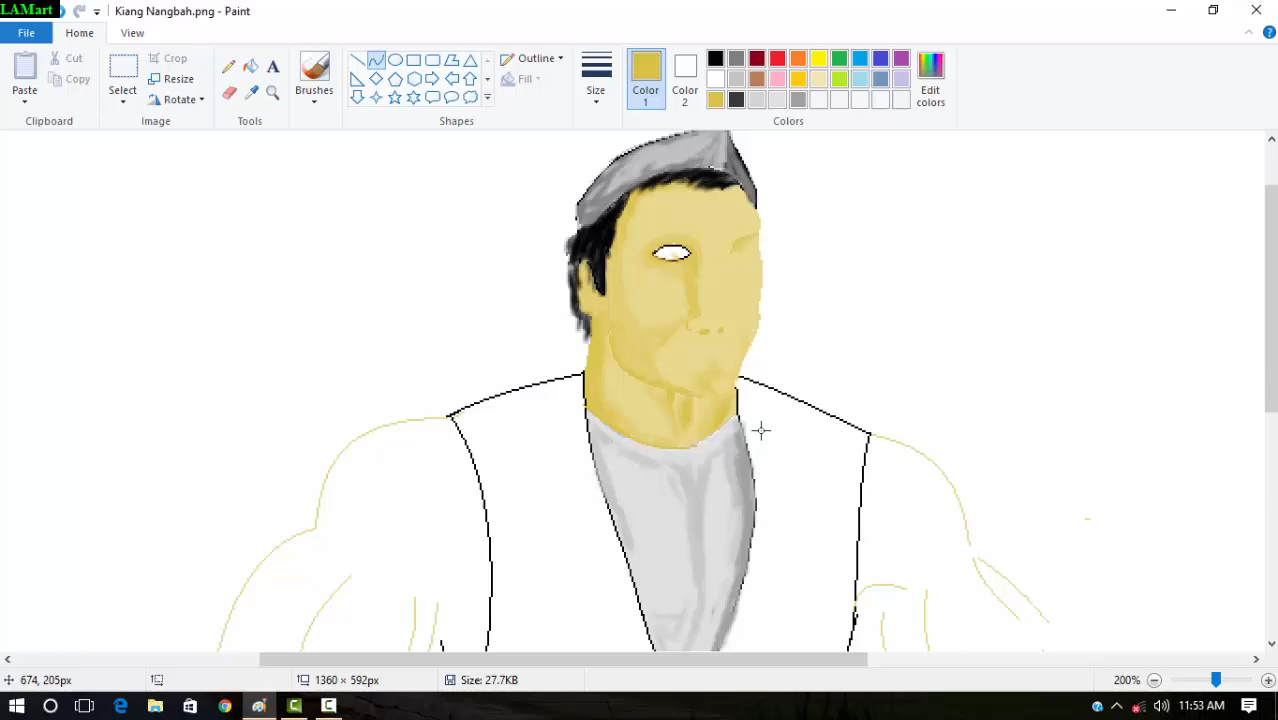 LAMart
Kiang Nangbah.png - Paint
File
Home
View
Paste
Cut
Copy
Clipboard
Select
Crop
Resize
Rotate
Image
A
Tools
Brushes
Outline
Fill
Shapes
Size
Color
1
Color
2
Colors
Edit
colors
674, 205px
1360 × 592px
Size: 27.7KB
200%
11:53 AM